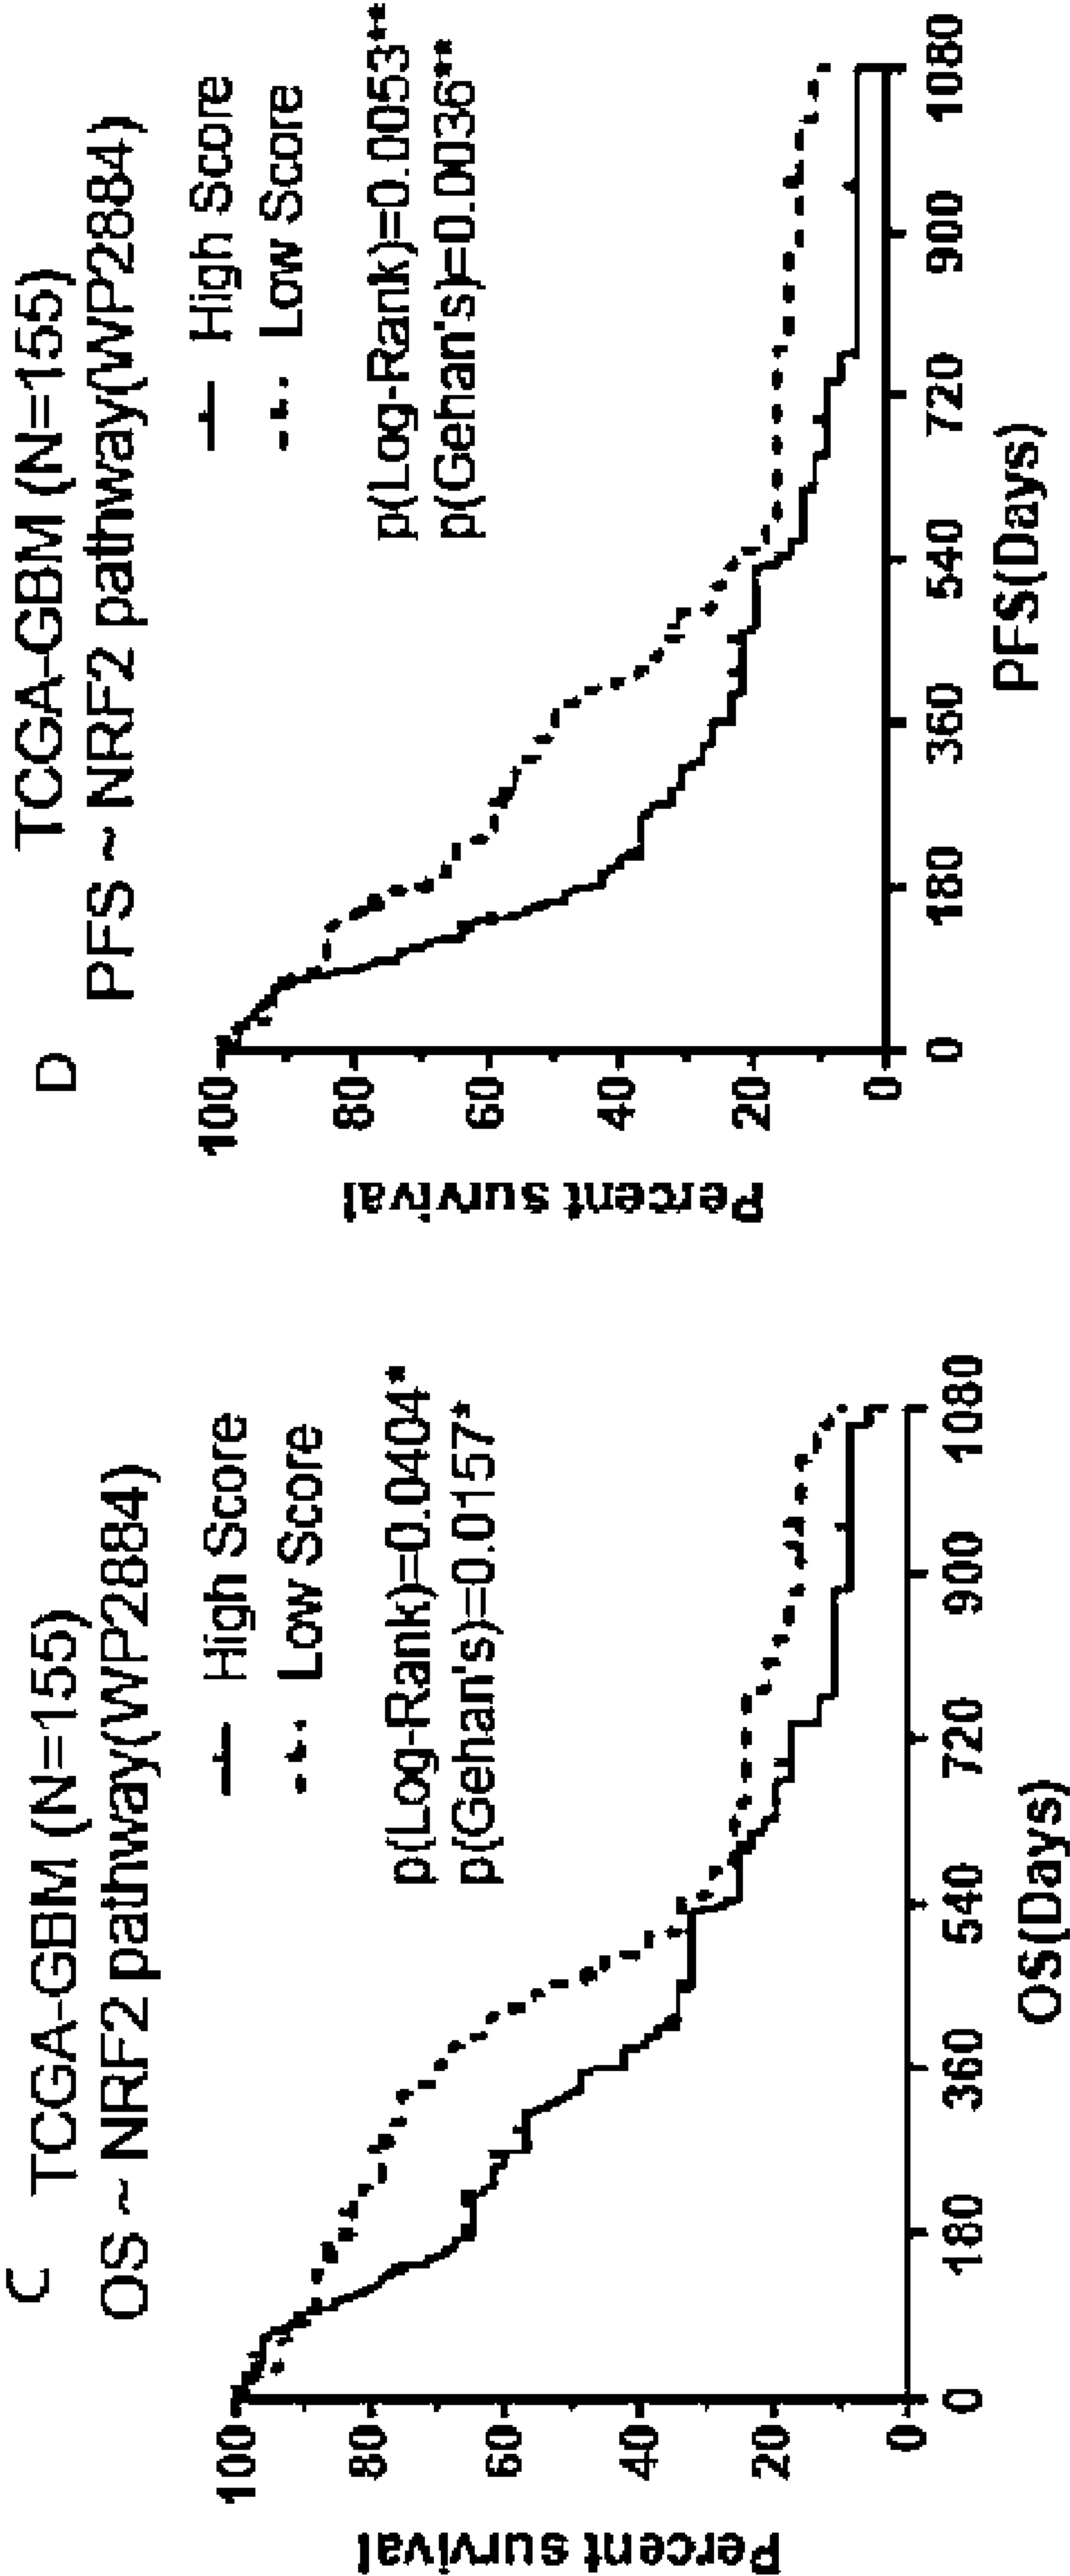 C
TCGA-GBM (N=155)
OS ~ NRF2 pathway(WP2884)
High Score
Low Score
p(Log-Rank)=0.0404*
p(Gehan's)=0.0157*
Percent survival
100
80
60
40
20
0
0 180 360 540 720 900 1080
OS(Days)
D
TCGA-GBM (N=155)
PFS ~ NRF2 pathway(WP2884)
High Score
Low Score
p(Log-Rank)=0.0053**
p(Gehan's)=0.0036**
Percent survival
100
80
60
40
20
0
0 180 360 540 720 900 1080
PFS(Days)